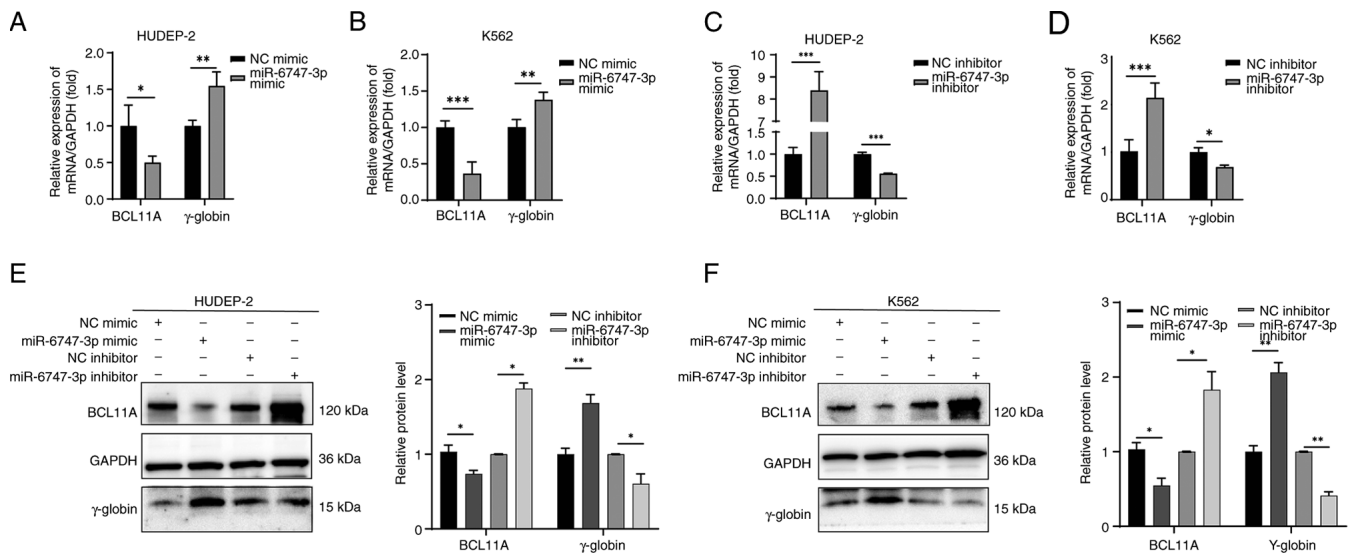 A
HUDEP-2
Relative expression of
mRNA/GAPDH (fold)
2.0
1.5
1.0
0.5
0.0
NC mimic
miR-6747-3p
mimic
*
**
BCL11A
γ-globin
B
K562
Relative expression of
mRNA/GAPDH (fold)
2.0
1.5
1.0
0.5
0.0
NC mimic
miR-6747-3p
mimic
***
**
BCL11A
γ-globin
C
HUDEP-2
Relative expression of
mRNA/GAPDH (fold)
10
9
8
7
6
1.0
0.5
0.0
NC inhibitor
miR-6747-3p
inhibitor
***
***
BCL11A
γ-globin
D
K562
Relative expression of
mRNA/GAPDH (fold)
3
2
1
0
NC inhibitor
miR-6747-3p
inhibitor
***
*
BCL11A
γ-globin
E
HUDEP-2
NC mimic + – – –
miR-6747-3p mimic – + – –
NC inhibitor – – + –
miR-6747-3p inhibitor – – – +
BCL11A 120 kDa
GAPDH 36 kDa
γ-globin 15 kDa
Relative protein level
3
2
1
0
NC mimic
miR-6747-3p
mimic
NC inhibitor
miR-6747-3p
inhibitor
*
*
**
*
BCL11A
γ-globin
F
K562
NC mimic + – – –
miR-6747-3p mimic – + – –
NC inhibitor – – + –
miR-6747-3p inhibitor – – – +
BCL11A 120 kDa
GAPDH 36 kDa
γ-globin 15 kDa
Relative protein level
3
2
1
0
NC mimic
miR-6747-3p
mimic
NC inhibitor
miR-6747-3p
inhibitor
*
*
**
**
BCL11A
Y-globin